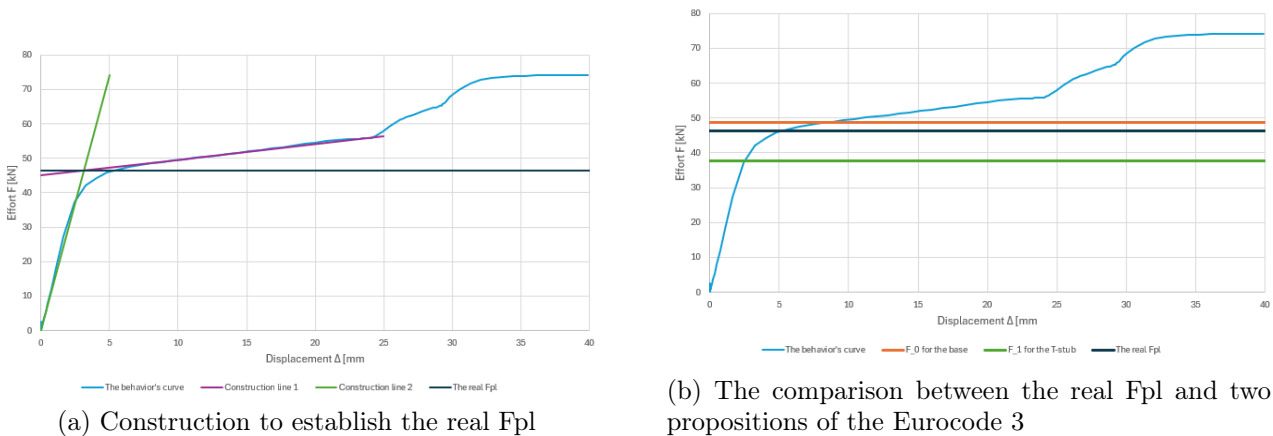 80
70
60
50
40
30
20
10
0
Effort F [kN]
0 5 10 15 20 25 30 35 40
Displacement Δ [mm
The behavior's curve Construction line 1 Construction line 2 The real Fpl
(a) Construction to establish the real Fpl
80
70
60
50
40
30
20
10
0
Effort F [kN]
0 5 10 15 20 25 30 35 40
Displacement Δ [mm
The behavior's curve F_0 for the base F_1 for the T-stub The real Fpl
(b) The comparison between the real Fpl and two
propositions of the Eurocode 3